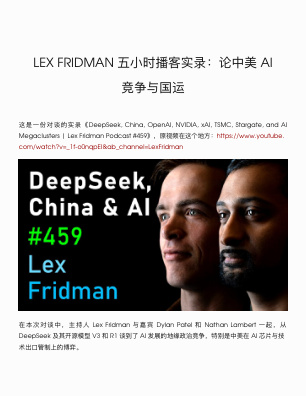 LEX FRIDMAN 五小时播客实录：论中美 AI
竞争与国运
这是一份对谈的实录《DeepSeek, China, OpenAI, NVIDIA, xAI, TSMC, Stargate, and AI
Megaclusters | Lex Fridman Podcast #459》，原视频在这个地方：https://www.youtube.
com/watch?v=_1f-o0nqpEI&ab_channel=LexFridman
DeepSeek,
China & AI
#459
Lex
Fridman
在本次对谈中，主持人 Lex Fridman 与嘉宾 Dylan Patel 和 Nathan Lambert 一起，从
DeepSeek 及其开源模型 V3 和 R1 谈到了 AI 发展的地缘政治竞争，特别是中美在 AI 芯片与技
术出口管制上的博弈。